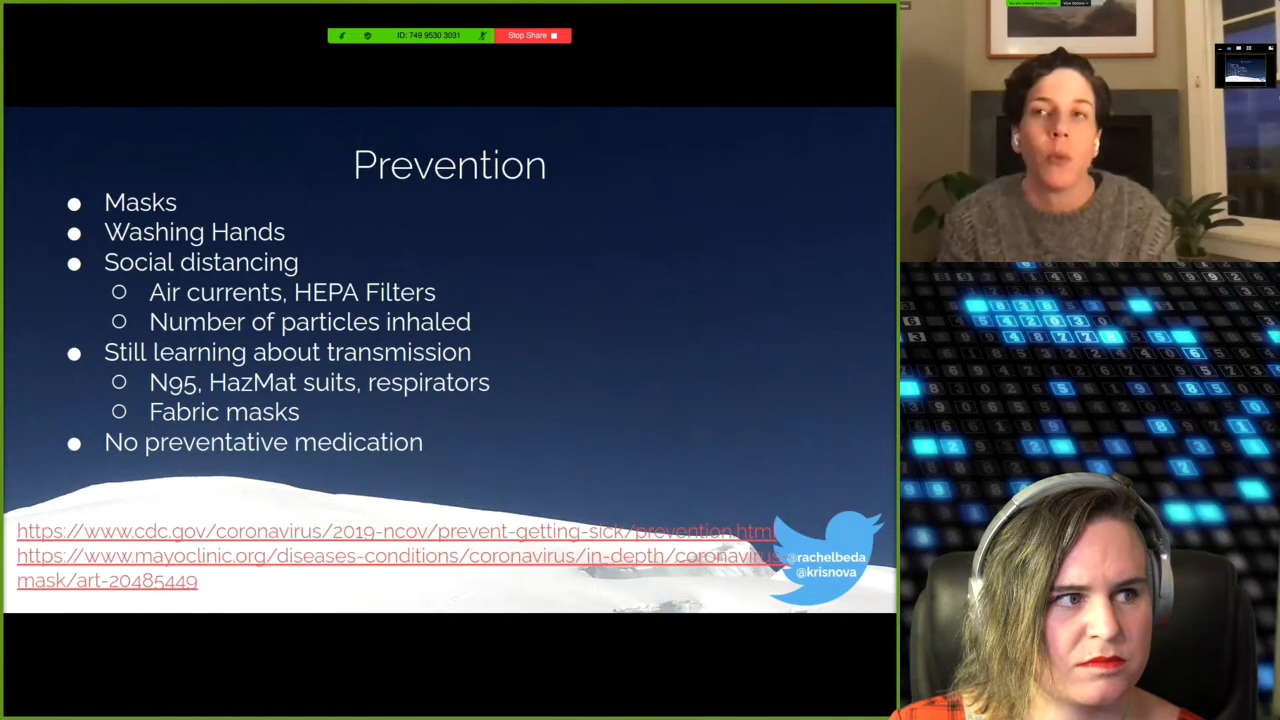 ID: 749 9530 3031
Stop Share
View Options
Prevention
Masks
Washing Hands
Social distancing
Air currents, HEPA Filters
Number of particles inhaled
Still learning about transmission
N95, HazMat suits, respirators
Fabric masks
No preventative medication
https://www.cdc.gov/coronavirus/2019-ncov/prevent-getting-sick/prevention.html
https://www.mayoclinic.org/diseases-conditions/coronavirus/in-depth/coronavirus-
mask/art-20485449
@rachelbeda
@krisnova